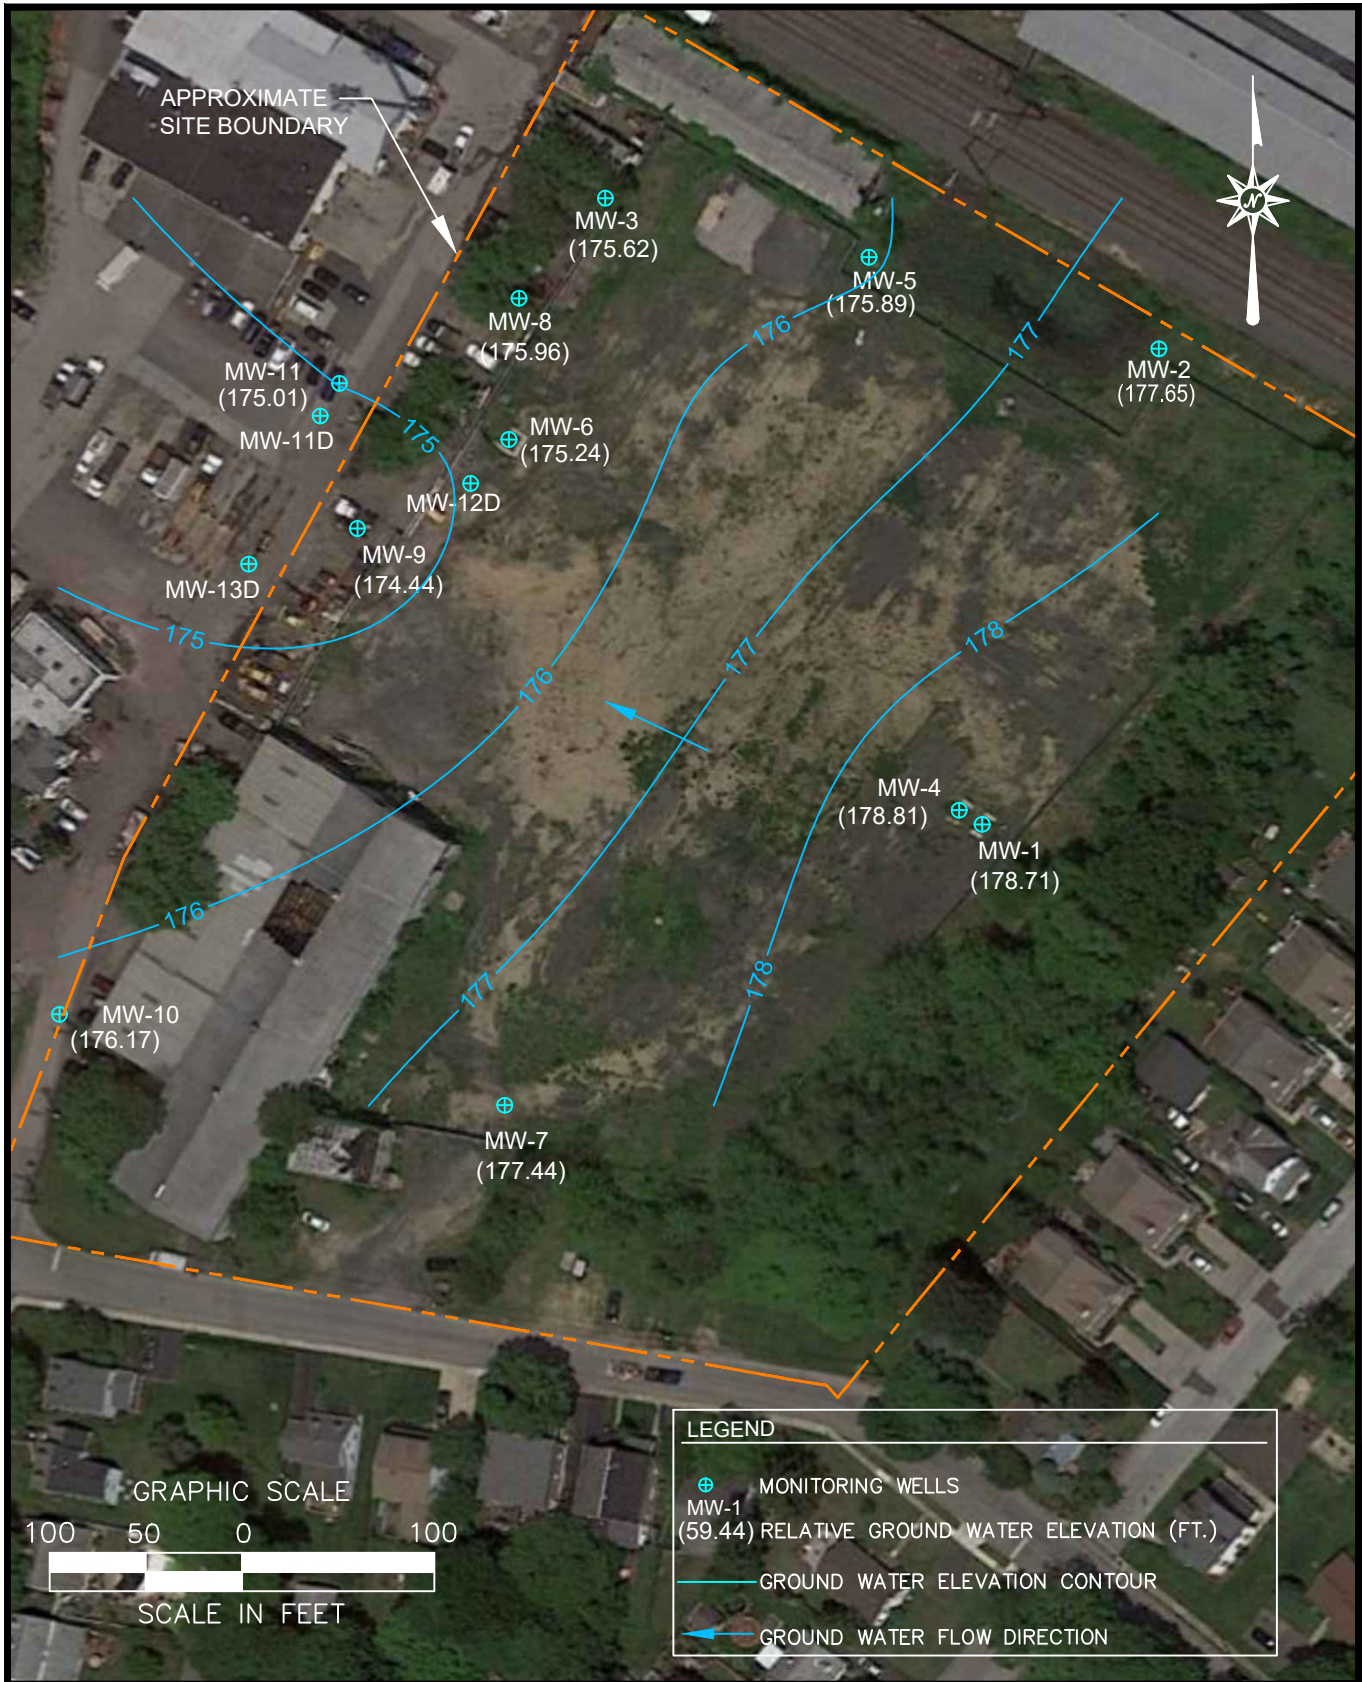 APPROXIMATE
SITE BOUNDARY
N
MW-3
(175.62)
MW-5
(175.89)
176
177
MW-8
(175.96)
MW-2
(177.65)
MW-11
(175.01)
MW-11D
175
MW-6
(175.24)
MW-12D
MW-9
(174.44)
MW-13D
175
178
177
176
MW-4
(178.81)
MW-1
(178.71)
176
178
177
MW-10
(176.17)
MW-7
(177.44)
GRAPHIC SCALE
100 50 0 100
SCALE IN FEET
LEGEND
MONITORING WELLS
MW-1
(59.44) RELATIVE GROUND WATER ELEVATION (FT.)
GROUND WATER ELEVATION CONTOUR
GROUND WATER FLOW DIRECTION